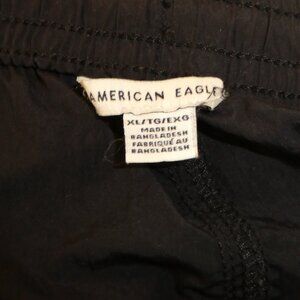 AMERICAN EAGLE
XL/TG/EXG
MADE IN
BANGLADESH
FABRIQUÉ AU
BANGLADESH